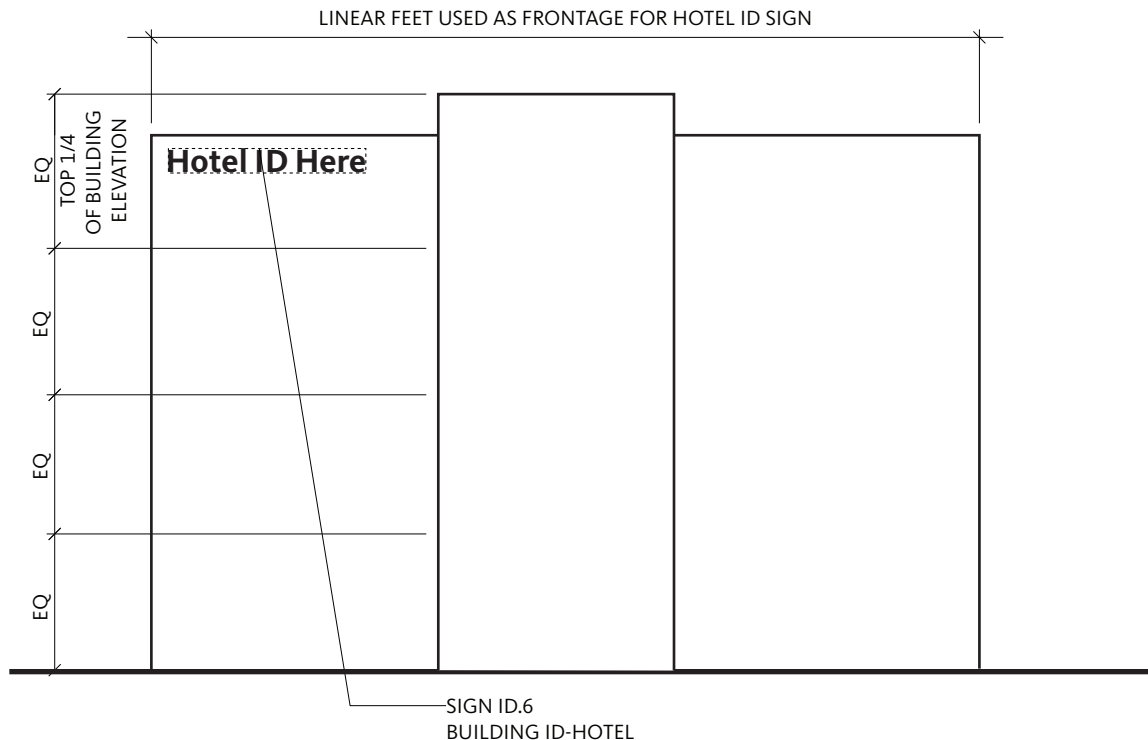 LINEAR FEET USED AS FRONTAGE FOR HOTEL ID SIGN
EQ
TOP 1/4
OF BUILDING
ELEVATION
Hotel ID Here
EQ
EQ
EQ
SIGN ID.6
BUILDING ID-HOTEL